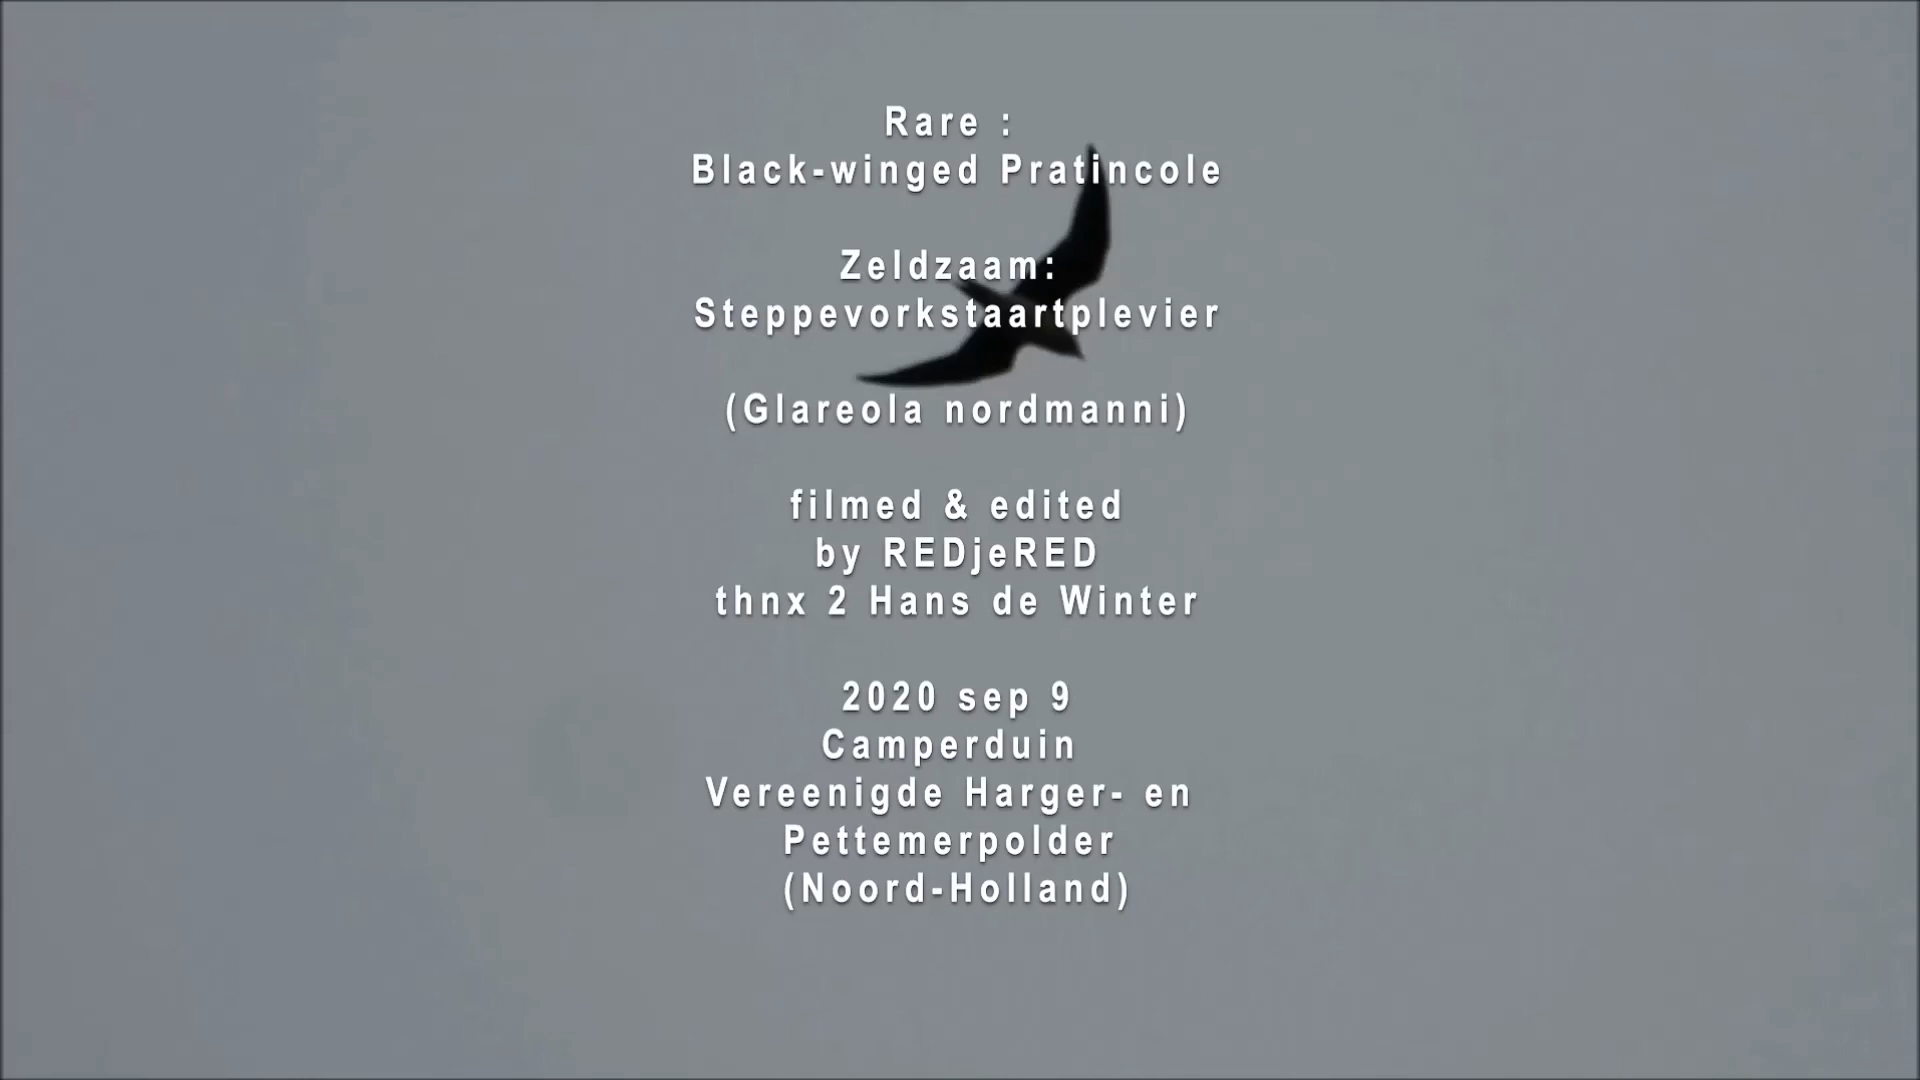 Rare :
Black-winged Pratincole
Zeldzaam:
Steppevorkstaartplevier
(Glareola nordmanni)
filmed & edited
by REDjeRED
thnx 2 Hans de Winter
2020 sep 9
Camperduin
Vereenigde Harger- en
Pettemerpolder
(Noord-Holland)